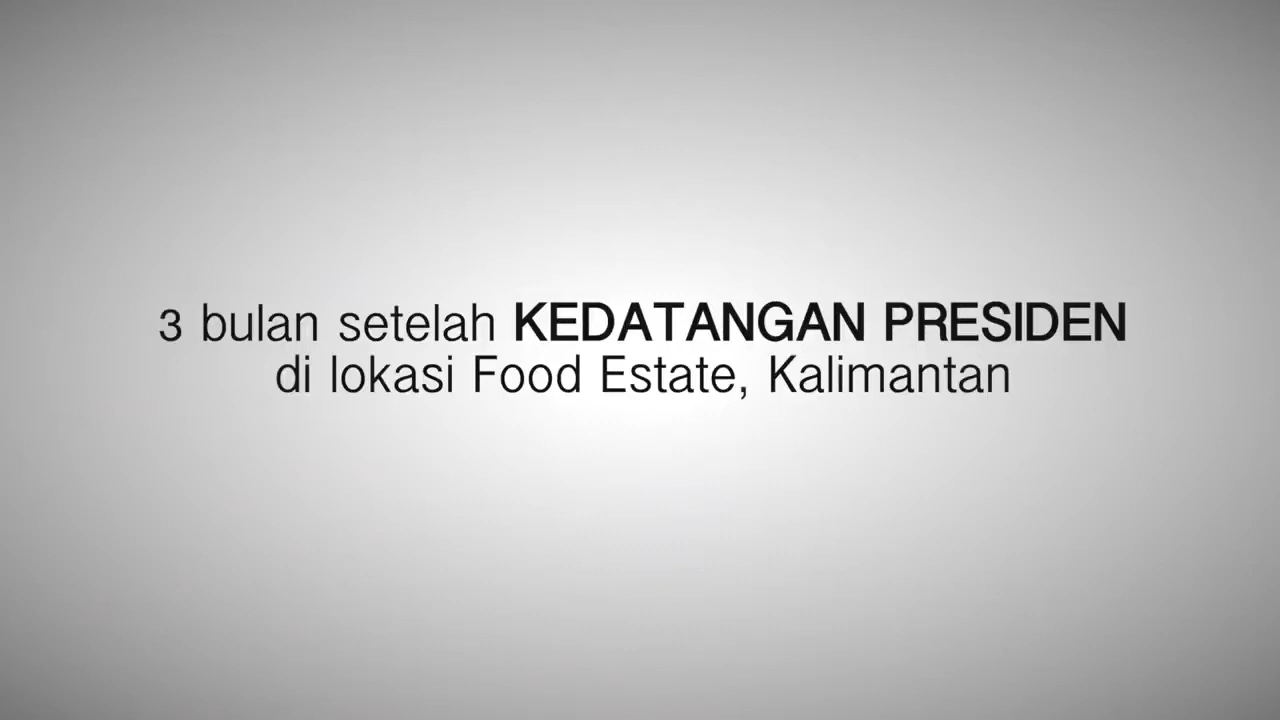 3 bulan setelah KEDATANGAN PRESIDEN
di lokasi Food Estate, Kalimantan